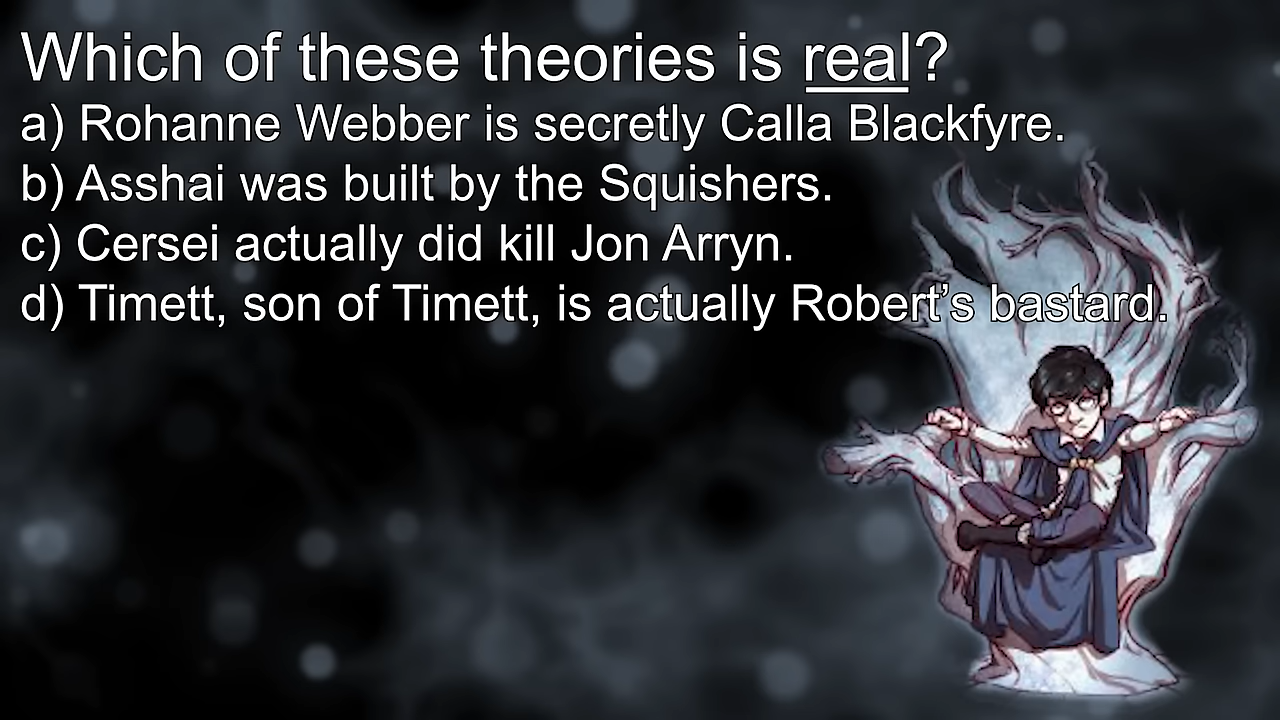 Which of these theories is real?
a) Rohanne Webber is secretly Calla Blackfyre.
b) Asshai was built by the Squishers.
c) Cersei actually did kill Jon Arryn.
d) Timett, son of Timett, is actually Robert’s bastard.